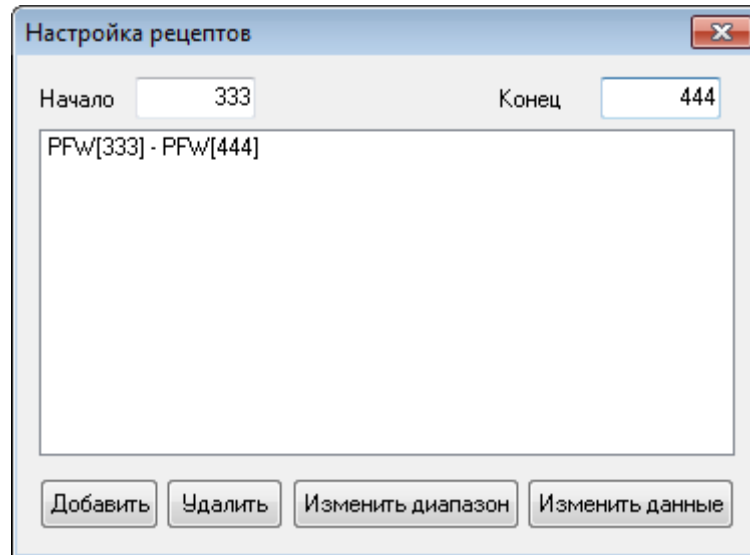 Настройка рецептов
Начало 333 Конец 444
PFW[333] - PFW[444]
Добавить Удалить Изменить диапазон Изменить данные